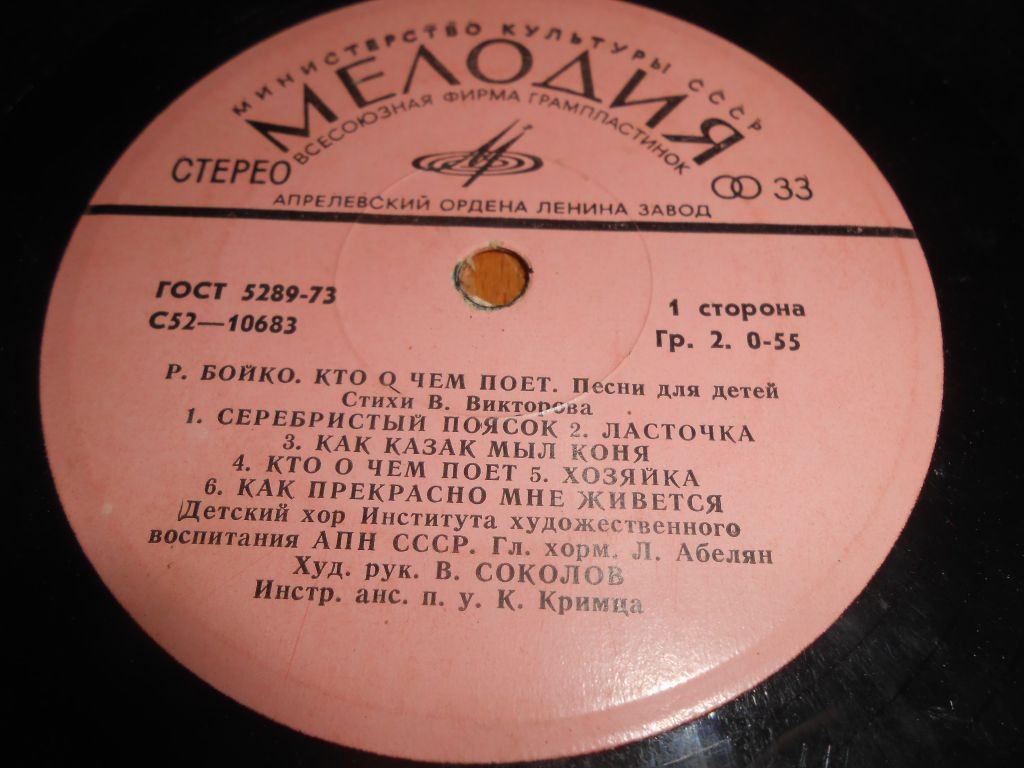 МИНИСТЕРСТВО КУЛЬТУРЫ СССР
МЕЛОДИЯ
ВСЕСОЮЗНАЯ ФИРМА ГРАМПЛАСТИНОК
СТЕРЕО
33
АПРЕЛЕВСКИЙ ОРДЕНА ЛЕНИНА ЗАВОД
ГОСТ 5289-73
1 сторона
С52—10683
Гр. 2. 0-55
Р. БОЙКО. КТО О ЧЕМ ПОЕТ. Песни для детей
Стихи В. Викторова
1. СЕРЕБРИСТЫЙ ПОЯСОК 2. ЛАСТОЧКА
3. КАК КАЗАК МЫЛ КОНЯ
4. КТО О ЧЕМ ПОЕТ 5. ХОЗЯЙКА
6. КАК ПРЕКРАСНО МНЕ ЖИВЕТСЯ
Детский хор Института художественного
воспитания АПН СССР. Гл. хорм. Л. Абелян
Худ. рук. В. СОКОЛОВ
Инстр. анс. п. у. К. Кримца